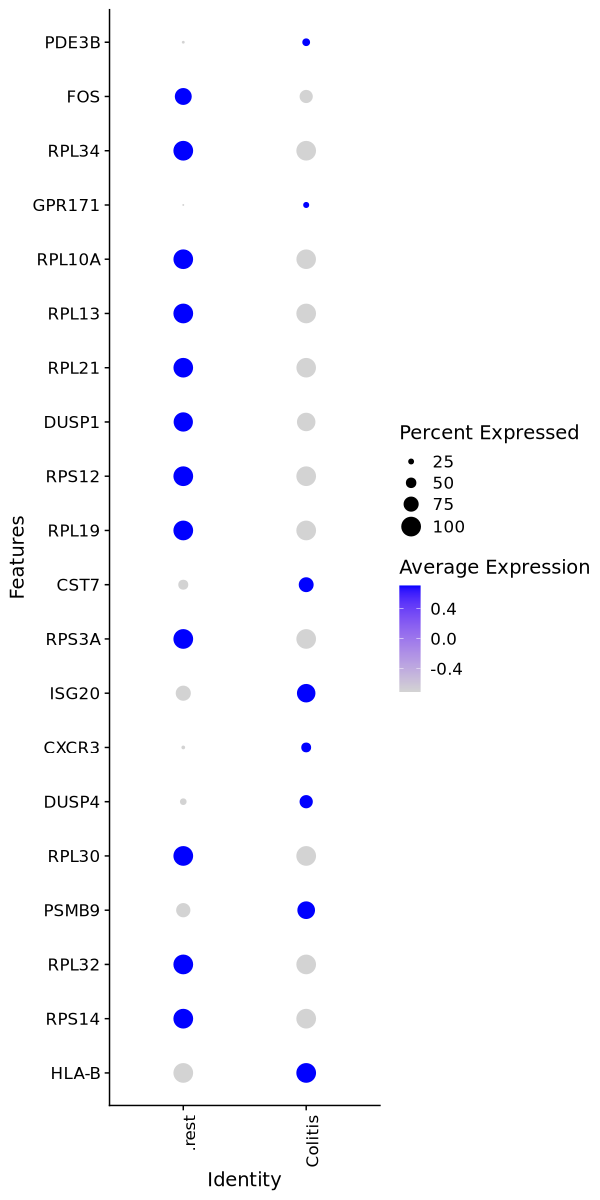 PDE3B
FOS
RPL34
GPR171
RPL10A
RPL13
RPL21
DUSP1
RPS12
RPL19
CST7
RPS3A
ISG20
CXCR3
DUSP4
RPL30
PSMB9
RPL32
RPS14
HLA-B
Features
.rest
Colitis
Identity
Percent Expressed
25
50
75
100
Average Expression
0.4
0.0
-0.4